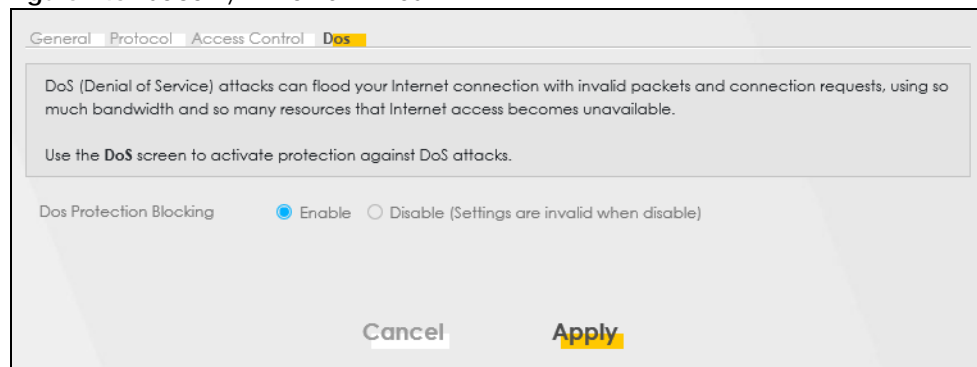 General Protocol Access Control Dos
DoS (Denial of Service) attacks can flood your Internet connection with invalid packets and connection requests, using so
much bandwidth and so many resources that Internet access becomes unavailable.
Use the DoS screen to activate protection against DoS attacks.
Dos Protection Blocking Enable Disable (Settings are invalid when disable)
Cancel Apply